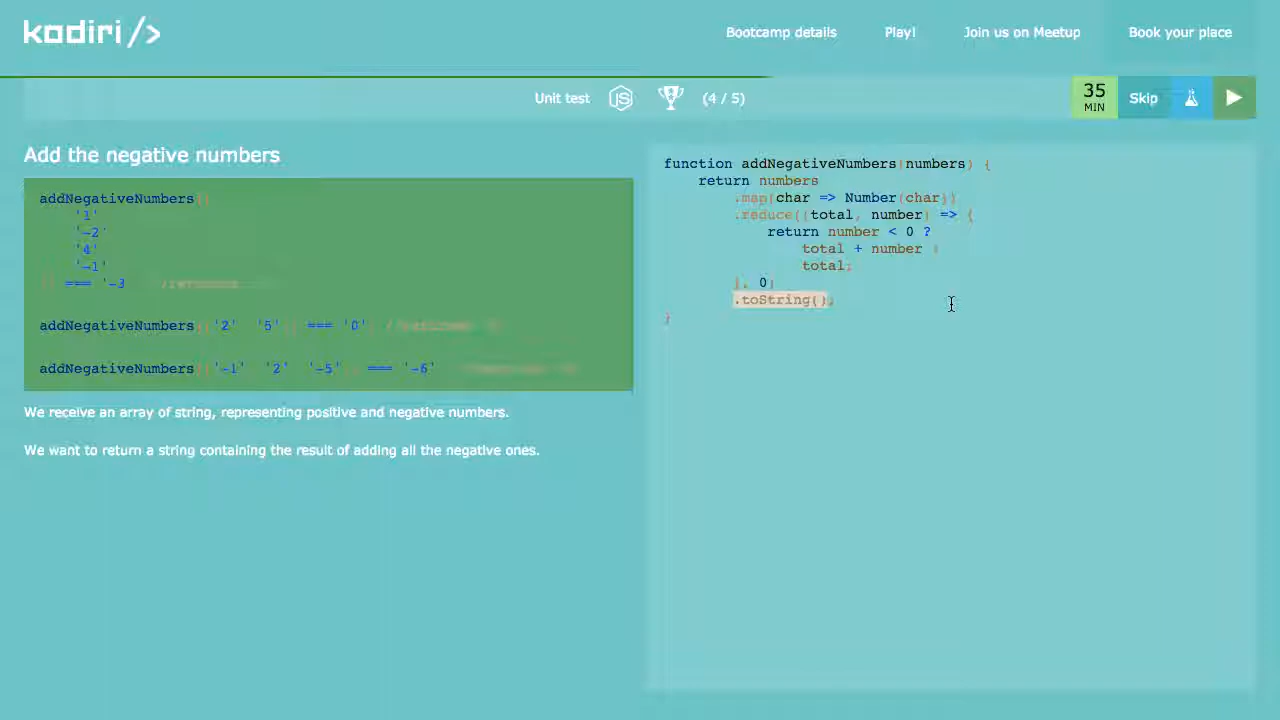 kodiri/>
Bootcamp details
Play!
Join us on Meetup
Book your place
Unit test
JS
(4 / 5)
35
MIN
Skip
Add the negative numbers
addNegativeNumbers([
'1'
'-2'
'4'
'-1'
]) === '-3
addNegativeNumbers(['2' '5']) === '0'
addNegativeNumbers(['-1' '2' '-5']) === '-6'
We receive an array of string, representing positive and negative numbers.
We want to return a string containing the result of adding all the negative ones.
function addNegativeNumbers(numbers) {
return numbers
.map(char => Number(char))
.reduce((total, number) => {
return number < 0 ?
total + number :
total;
}, 0)
.toString();
}